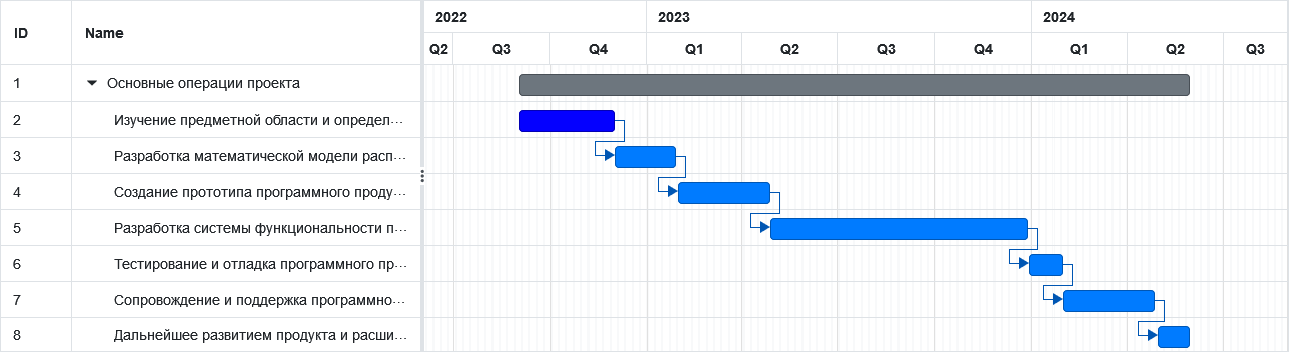 ID Name 2022 2023 2024
Q2 Q3 Q4 Q1 Q2 Q3 Q4 Q1 Q2 Q3
1 Основные операции проекта
2 Изучение предметной области и определ...
3 Разработка математической модели расп...
4 Создание прототипа программного проду...
5 Разработка системы функциональности п...
6 Тестирование и отладка программного пр...
7 Сопровождение и поддержка программно...
8 Дальнейшее развитием продукта и расши...